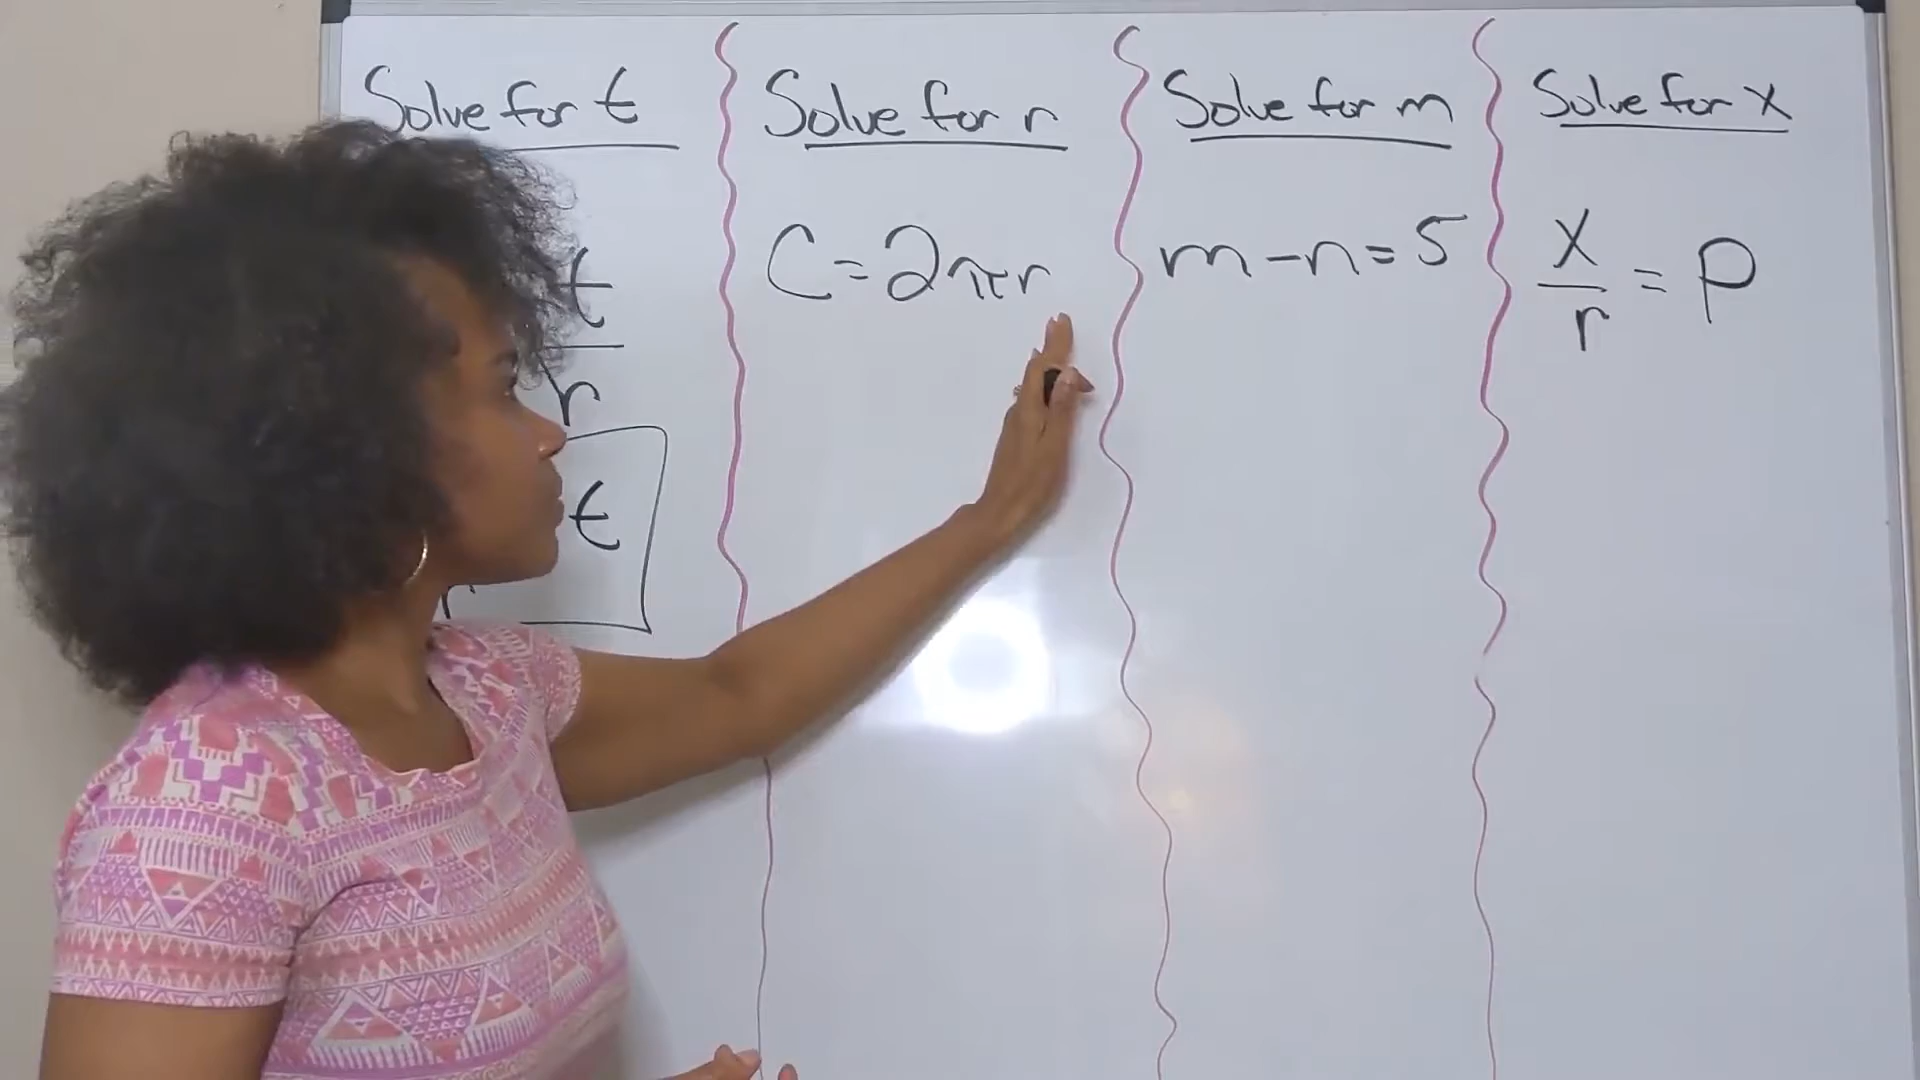 Solve for t
t
r
t
r
Solve for r
C=2πr
Solve for m
m-n=5
Solve for x
x
r
= p